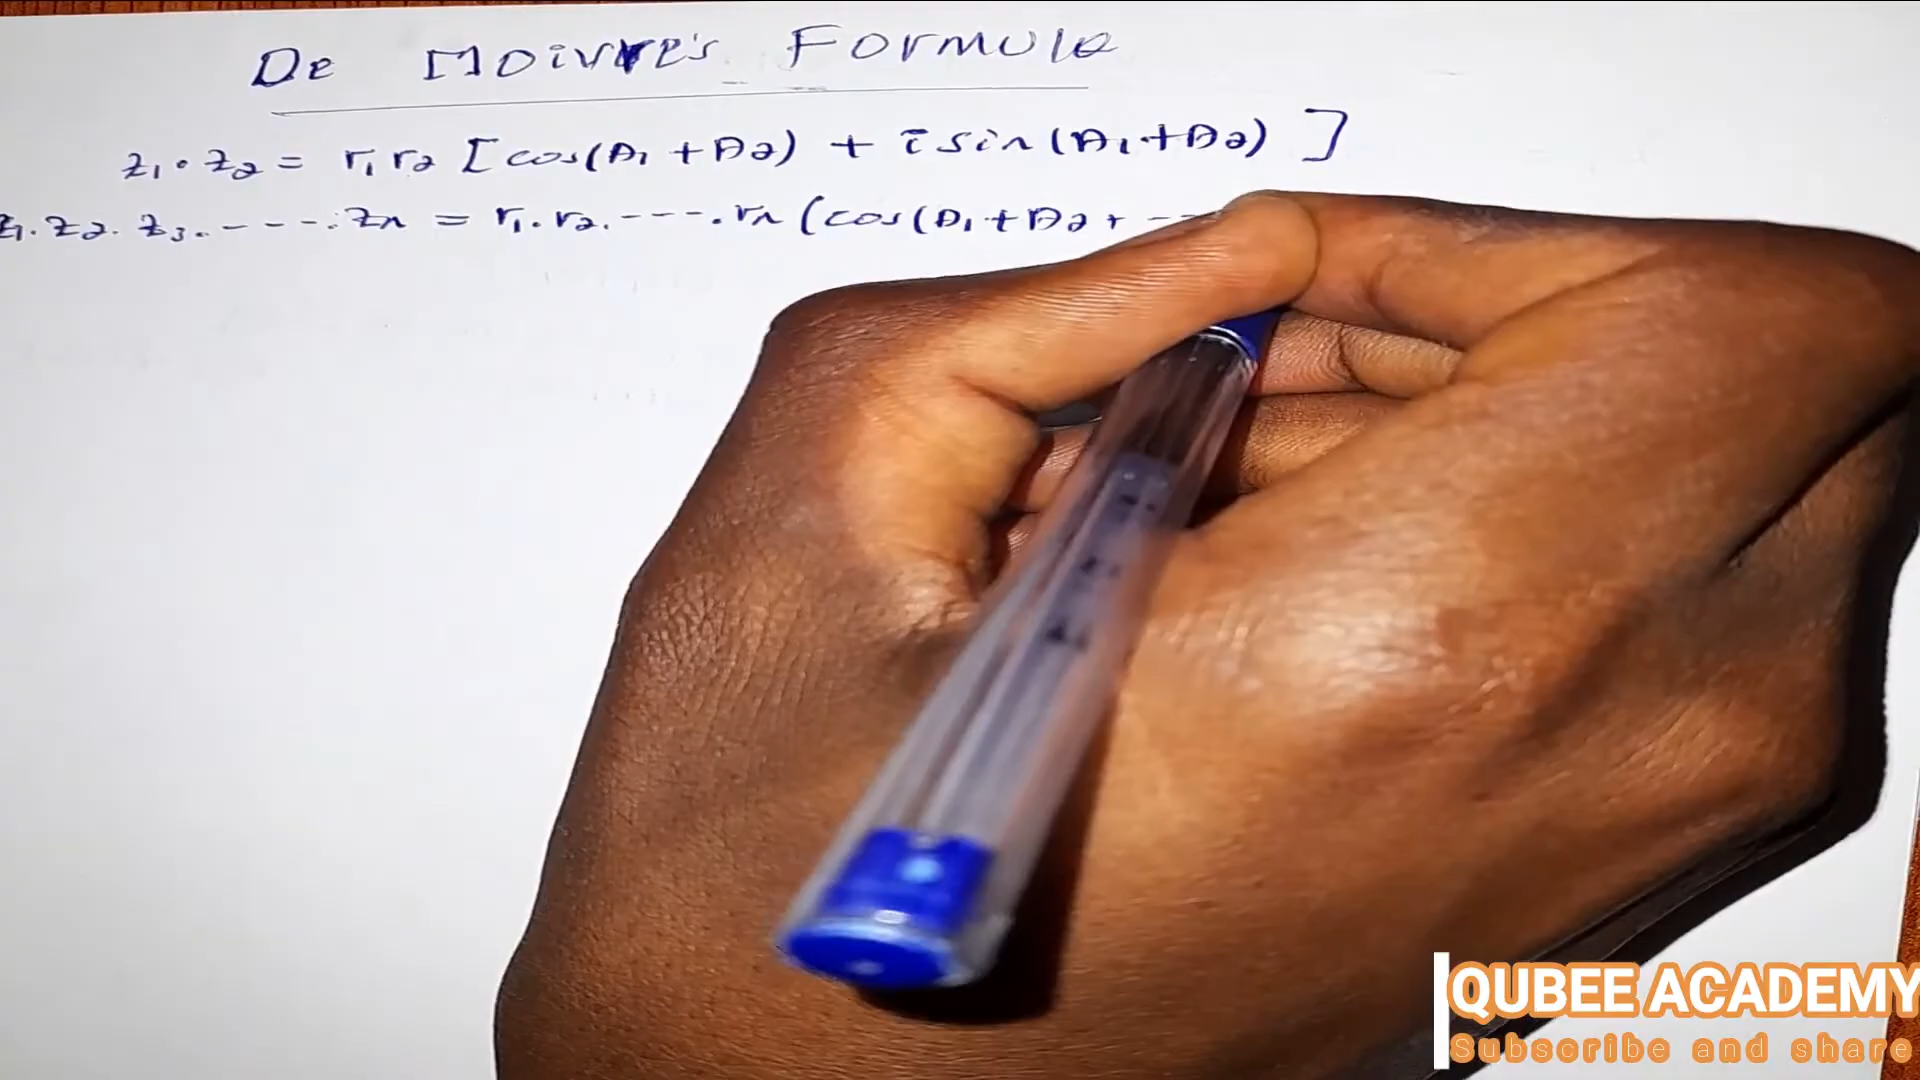 De Moivre's Formula
z₁ · z₂ = r₁ r₂ [cos(θ₁ + θ₂) + i sin(θ₁ + θ₂)]
z₁. z₂. z₃. - - - -. zₙ = r₁. r₂. - - - -. rₙ (cos(θ₁ + θ₂ + - -
QUBEE ACADEMY
Subscribe and share